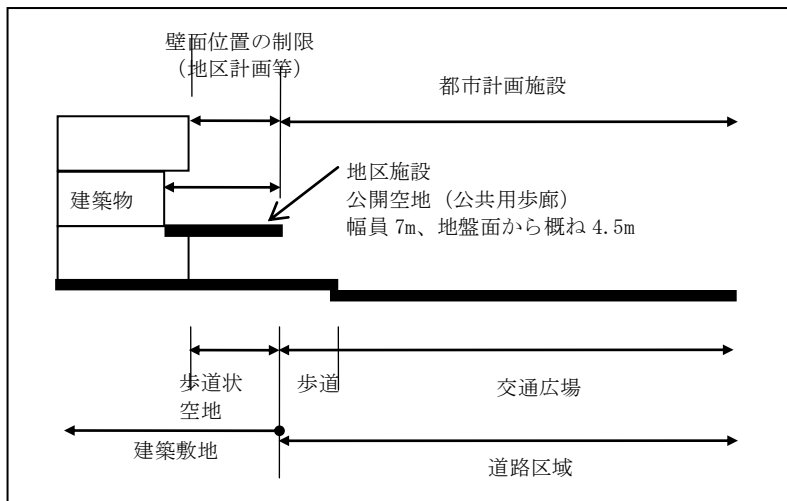 壁面位置の制限
（地区計画等）
都市計画施設
地区施設
公開空地（公共用歩廊）
幅員 7m、地盤面から概ね 4.5m
建築物
歩道状
空地
歩道
交通広場
建築敷地
道路区域